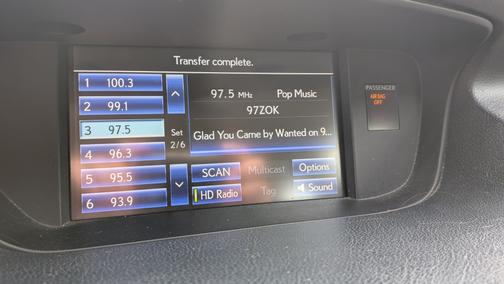 Transfer complete.
1 100.3
2 99.1
3 97.5
4 96.3
5 95.5
6 93.9
Set
2/6
97.5 MHz Pop Music
97ZOK
Glad You Came by Wanted on 9...
SCAN Multicast Options
HD Radio Tag Sound
PASSENGER
AIRBAG
OFF